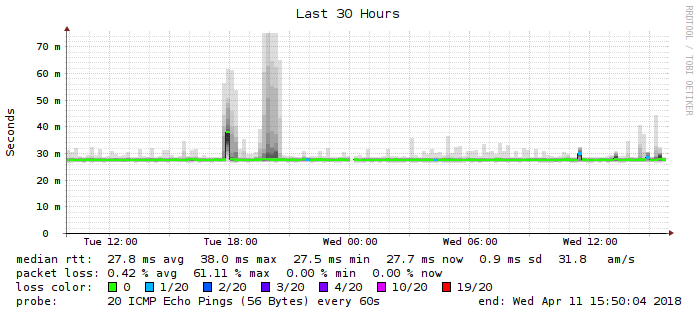 Last 30 Hours
RRDTOOL / TOBI OETIKER
Seconds
70 m
60 m
50 m
40 m
30 m
20 m
10 m
0
Tue 12:00 Tue 18:00 Wed 00:00 Wed 06:00 Wed 12:00
median rtt: 27.8 ms avg 38.0 ms max 27.5 ms min 27.7 ms now 0.9 ms sd 31.8 am/s
packet loss: 0.42 % avg 61.11 % max 0.00 % min 0.00 % now
loss color: 0 1/20 2/20 3/20 4/20 10/20 19/20
probe: 20 ICMP Echo Pings (56 Bytes) every 60s end: Wed Apr 11 15:50:04 2018